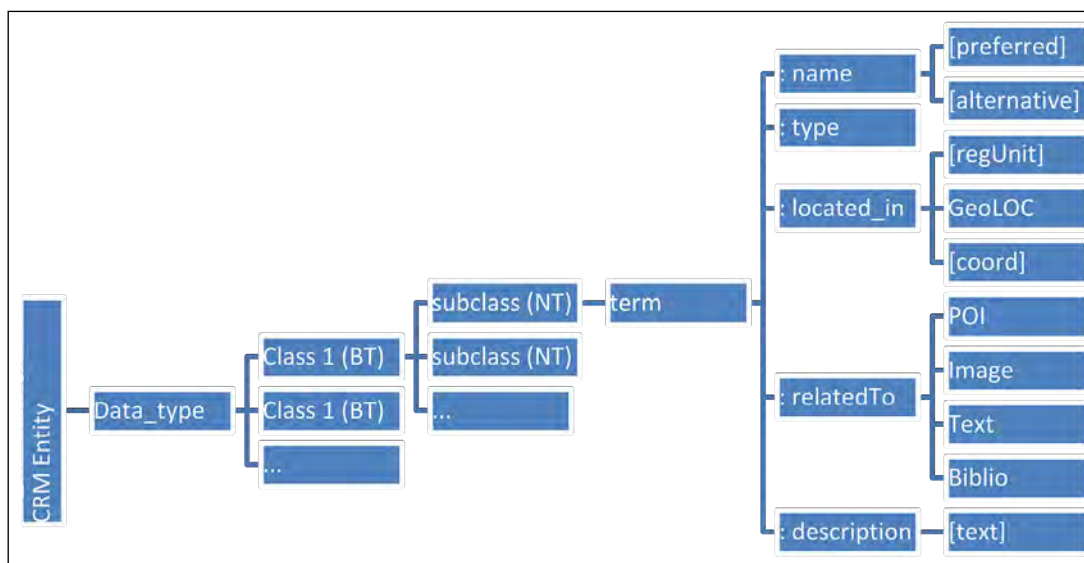 CRM Entity
Data_type
Class 1 (BT)
Class 1 (BT)
...
subclass (NT)
subclass (NT)
...
term
: name
[preferred]
[alternative]
: type
: located_in
[regUnit]
GeoLOC
[coord]
: relatedTo
POI
Image
Text
Biblio
: description
[text]